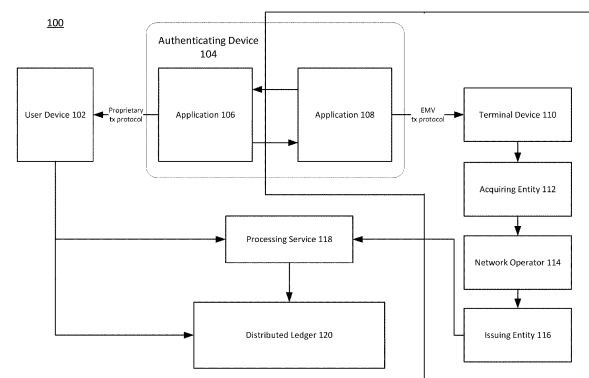 100
Authenticating Device
104
User Device 102
Proprietary
tx protocol
Application 106
Application 108
EMV
tx protocol
Terminal Device 110
Acquiring Entity 112
Processing Service 118
Network Operator 114
Distributed Ledger 120
Issuing Entity 116